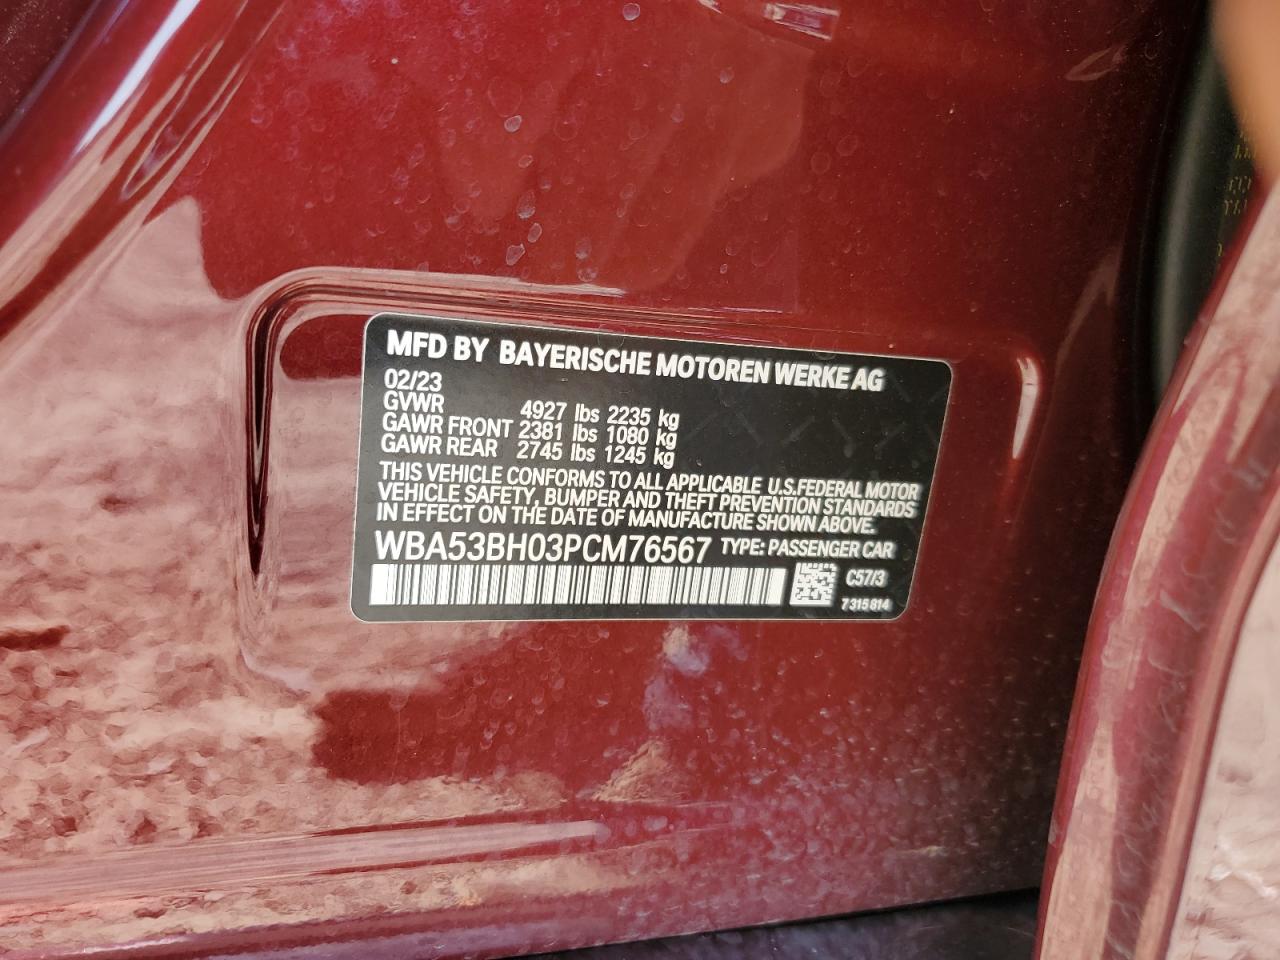 MFD BY BAYERISCHE MOTOREN WERKE AG
02/23
GVWR 4927 lbs 2235 kg
GAWR FRONT 2381 lbs 1080 kg
GAWR REAR 2745 lbs 1245 kg
THIS VEHICLE CONFORMS TO ALL APPLICABLE U.S.FEDERAL MOTOR
VEHICLE SAFETY, BUMPER AND THEFT PREVENTION STANDARDS
IN EFFECT ON THE DATE OF MANUFACTURE SHOWN ABOVE.
WBA53BH03PCM76567 TYPE: PASSENGER CAR
C57/3
7 315 814